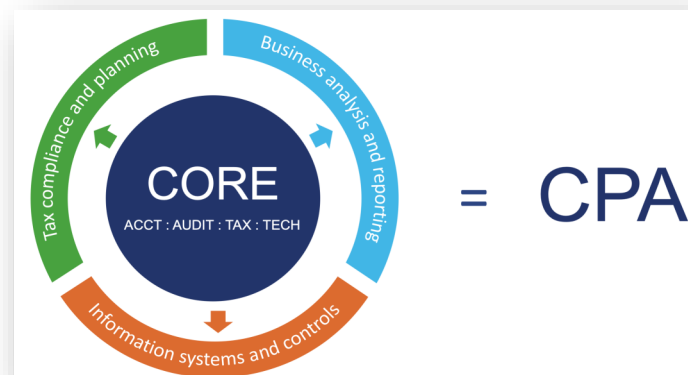 Tax compliance and planning
Business analysis and reporting
CORE
ACCT : AUDIT : TAX : TECH
= CPA
Information systems and controls